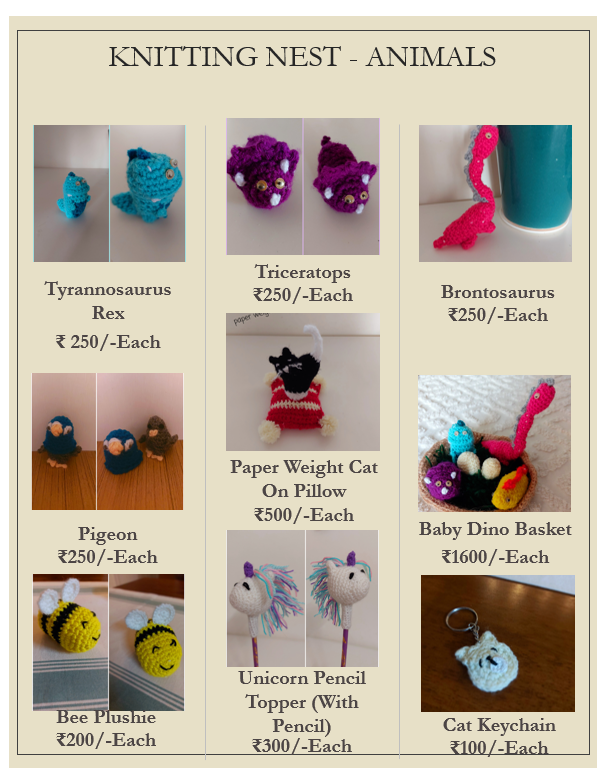 KNITTING NEST - ANIMALS
Tyrannosaurus
Rex
₹ 250/-Each
Triceratops
₹250/-Each
Brontosaurus
₹250/-Each
paper weig
Pigeon
₹250/-Each
Paper Weight Cat
On Pillow
₹500/-Each
Baby Dino Basket
₹1600/-Each
Bee Plushie
₹200/-Each
Unicorn Pencil
Topper (With
Pencil)
₹300/-Each
Cat Keychain
₹100/-Each